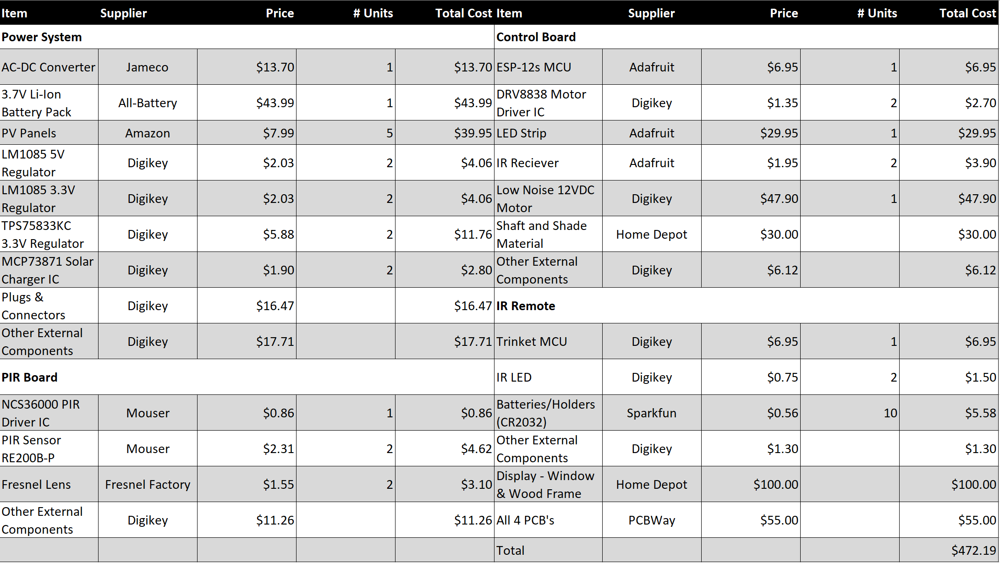 Item Supplier Price # Units Total Cost Item Supplier Price # Units Total Cost
Power System Control Board
AC-DC Converter Jameco $13.70 1 $13.70 ESP-12s MCU Adafruit $6.95 1 $6.95
3.7V Li-Ion
Battery Pack All-Battery $43.99 1 $43.99 DRV8838 Motor
Driver IC Digikey $1.35 2 $2.70
PV Panels Amazon $7.99 5 $39.95 LED Strip Adafruit $29.95 1 $29.95
LM1085 5V
Regulator Digikey $2.03 2 $4.06 IR Reciever Adafruit $1.95 2 $3.90
LM1085 3.3V
Regulator Digikey $2.03 2 $4.06 Low Noise 12VDC
Motor Digikey $47.90 1 $47.90
TPS75833KC
3.3V Regulator Digikey $5.88 2 $11.76 Shaft and Shade
Material Home Depot $30.00 $30.00
MCP73871 Solar
Charger IC Digikey $1.90 2 $2.80 Other External
Components Digikey $6.12 $6.12
Plugs &
Connectors Digikey $16.47 $16.47 IR Remote
Other External
Components Digikey $17.71 $17.71 Trinket MCU Digikey $6.95 1 $6.95
PIR Board IR LED Digikey $0.75 2 $1.50
NCS36000 PIR
Driver IC Mouser $0.86 1 $0.86 Batteries/Holders
(CR2032) Sparkfun $0.56 10 $5.58
PIR Sensor
RE200B-P Mouser $2.31 2 $4.62 Other External
Components Digikey $1.30 $1.30
Fresnel Lens Fresnel Factory $1.55 2 $3.10 Display - Window
& Wood Frame Home Depot $100.00 $100.00
Other External
Components Digikey $11.26 $11.26 All 4 PCB's PCBWay $55.00 $55.00
Total $472.19